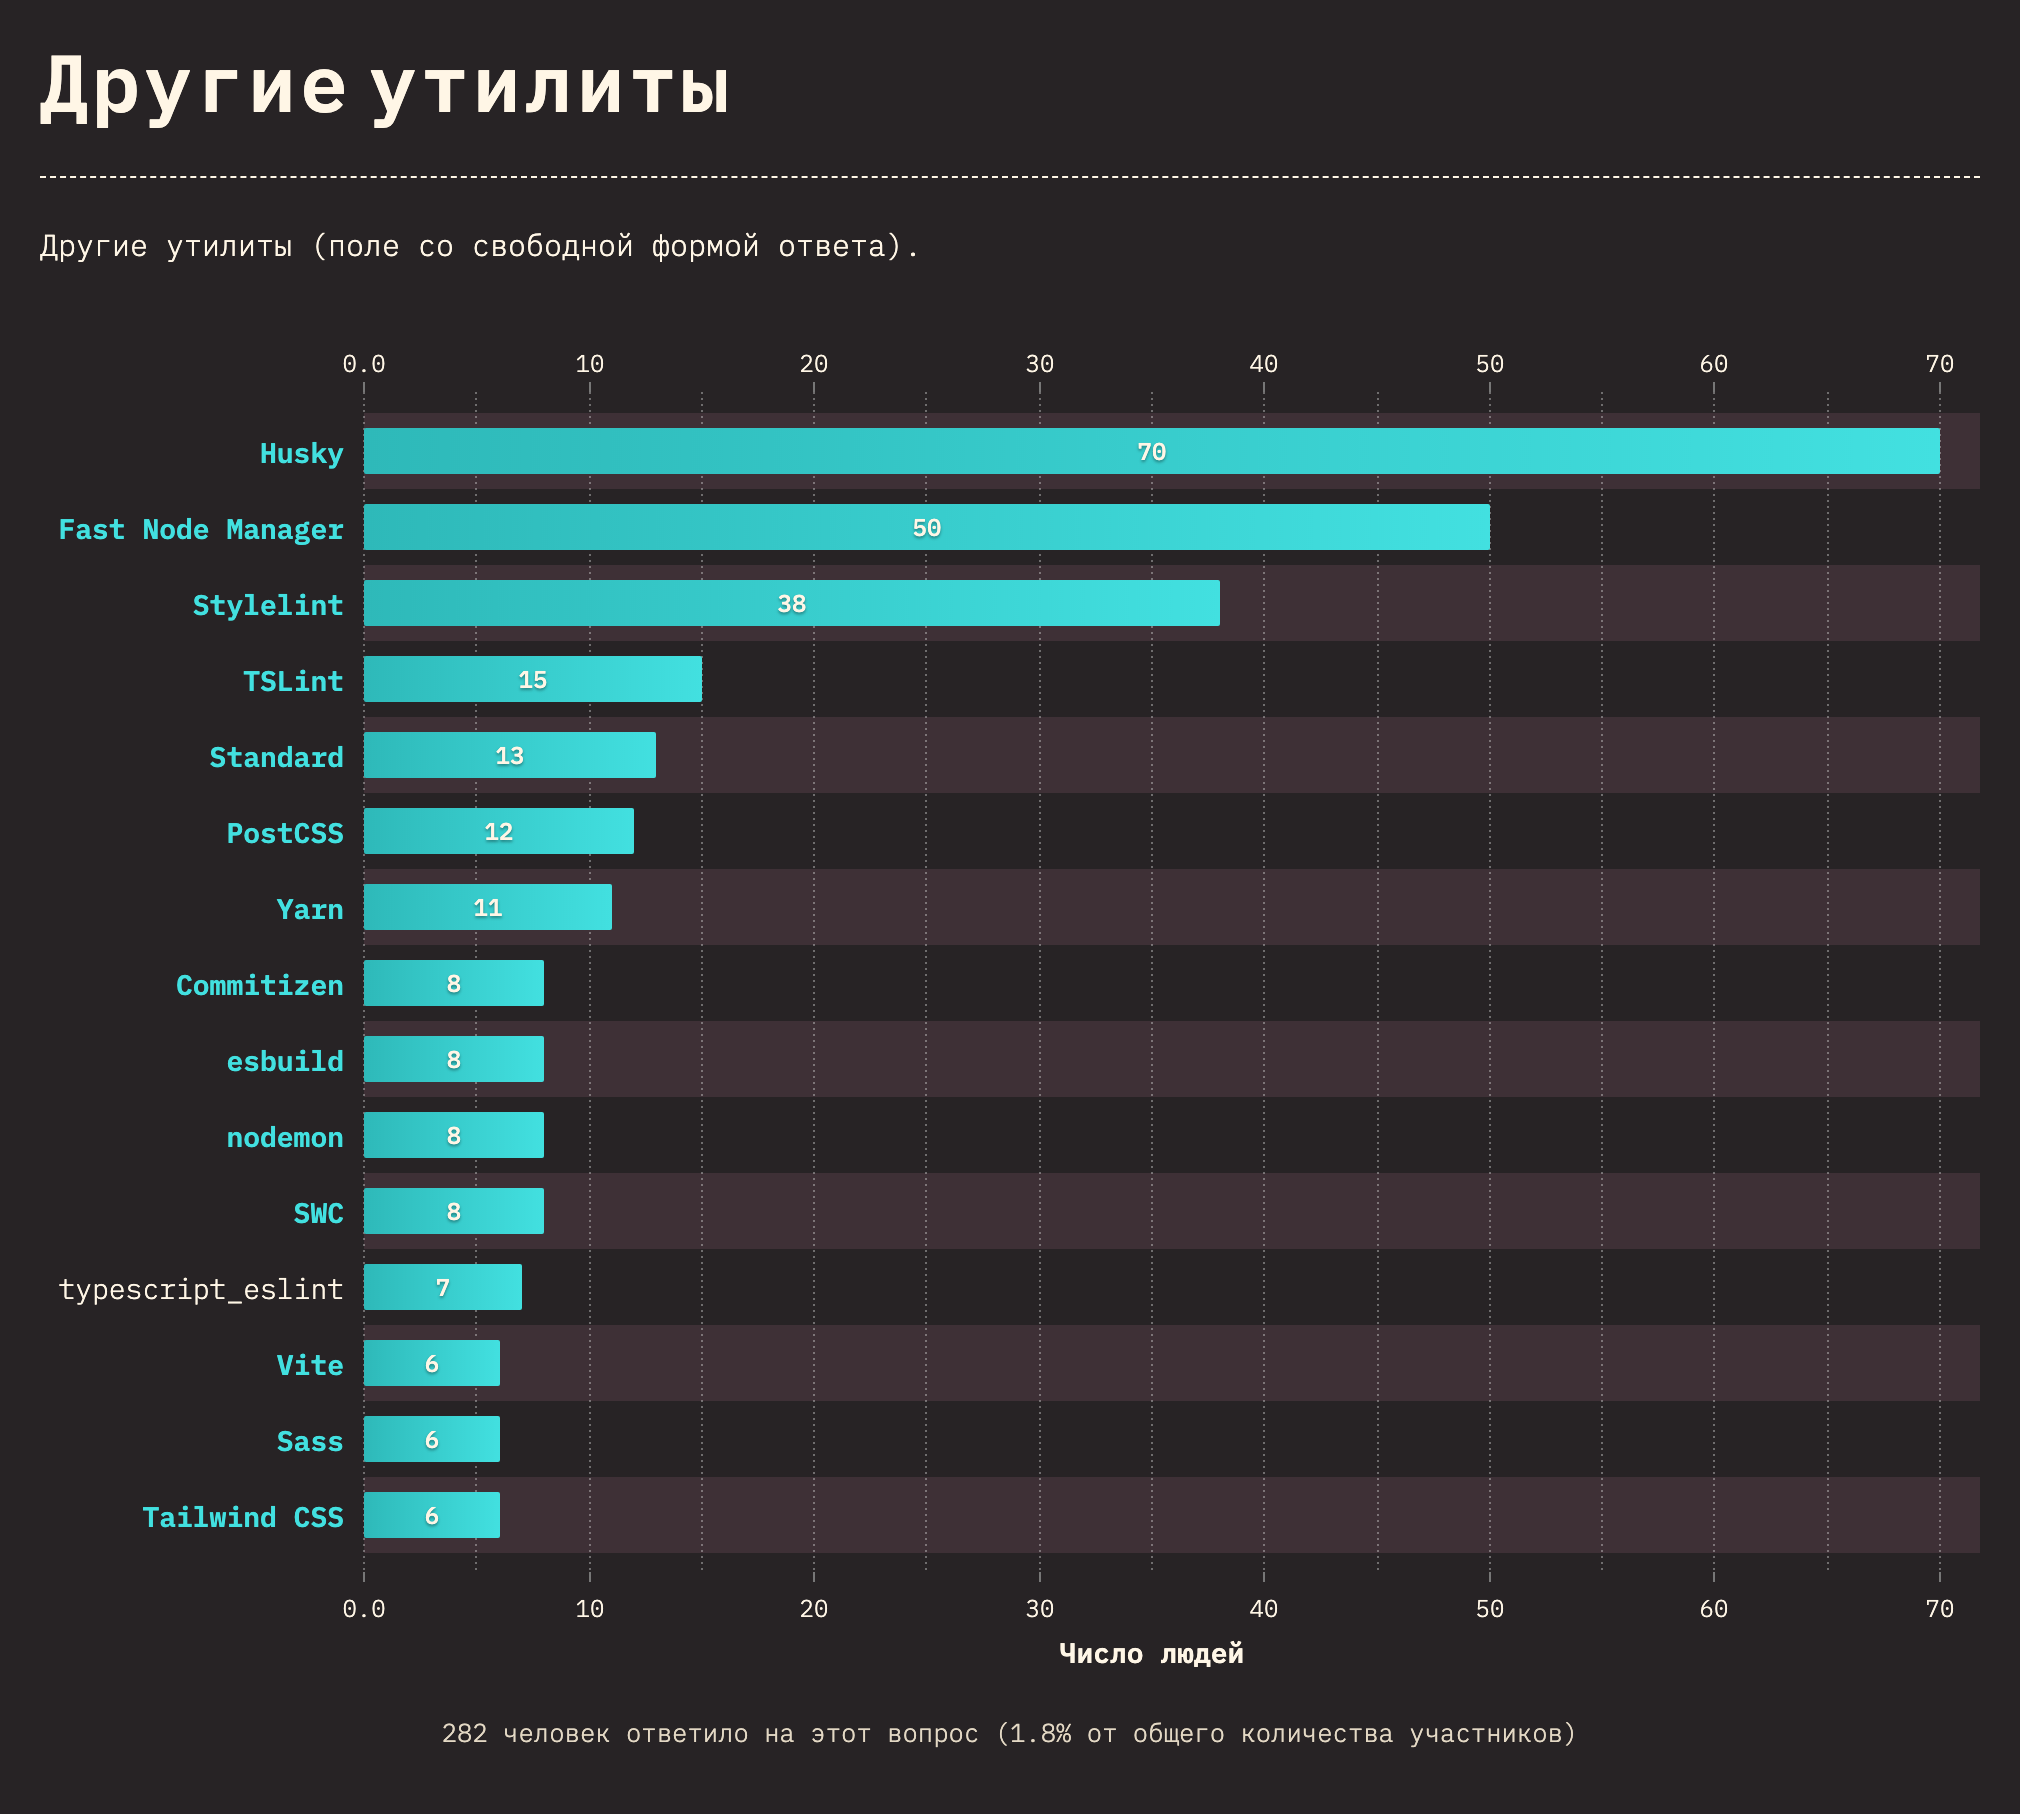 Другие утилиты
Другие утилиты (поле со свободной формой ответа).
0.0 10 20 30 40 50 60 70
Husky 70
Fast Node Manager 50
Stylelint 38
TSLint 15
Standard 13
PostCSS 12
Yarn 11
Commitizen 8
esbuild 8
nodemon 8
SWC 8
typescript_eslint 7
Vite 6
Sass 6
Tailwind CSS 6
0.0 10 20 30 40 50 60 70
Число людей
282 человек ответило на этот вопрос (1.8% от общего количества участников)